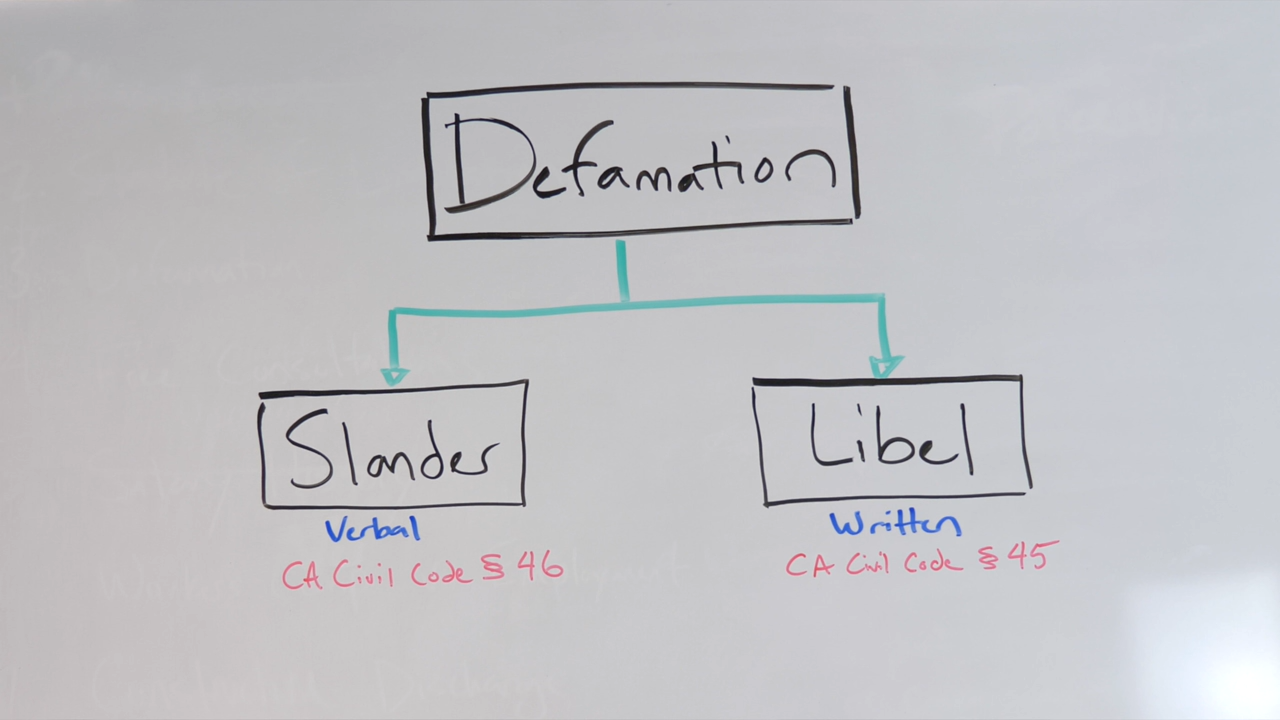 Defamation
Slander
Libel
Verbal
Written
CA Civil Code § 46
CA Civil Code § 45